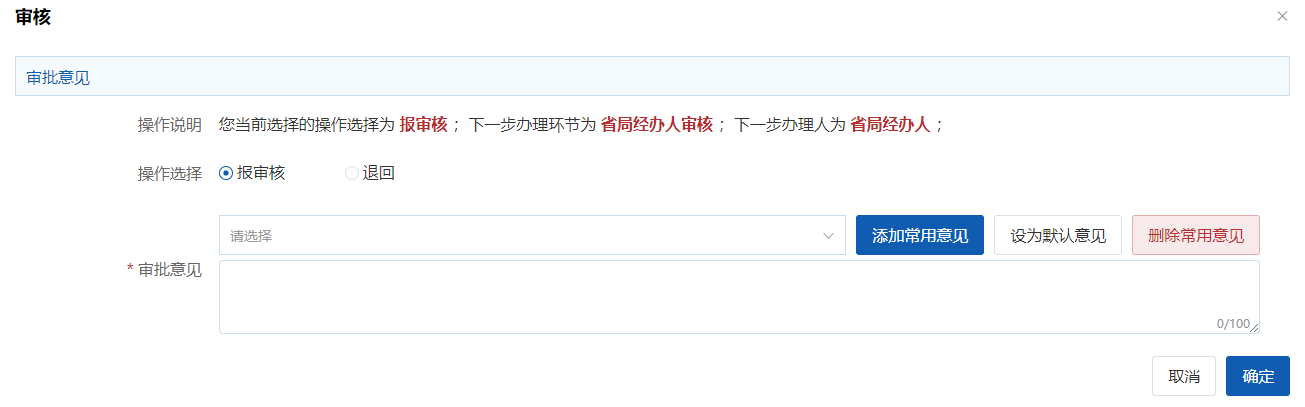 审核
审批意见
操作说明 您当前选择的操作选择为 报审核 ; 下一步办理环节为 省局经办人审核 ; 下一步办理人为 省局经办人 ;
操作选择 报审核 退回
请选择 添加常用意见 设为默认意见 删除常用意见
* 审批意见
0/100
取消 确定